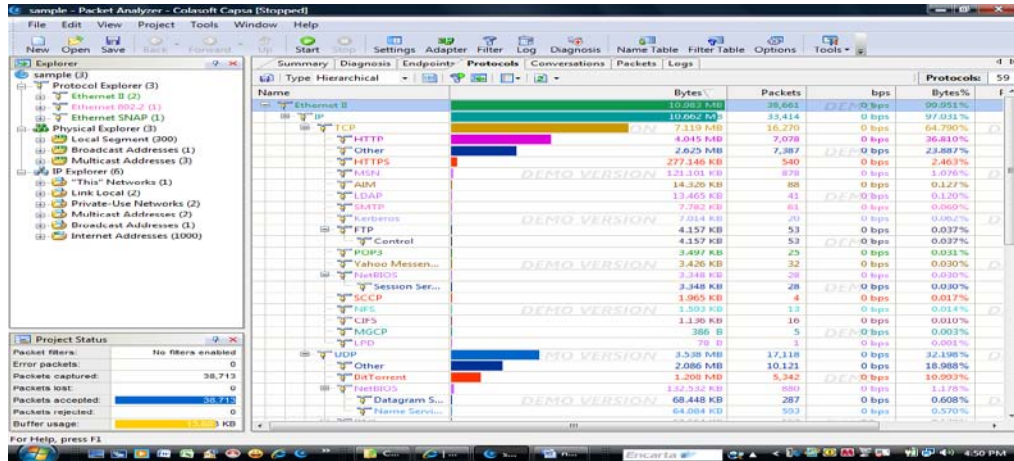 sample - Packet Analyzer - Colasoft Capsa [Stopped]
File Edit View Project Tools Window Help
New Open Save Back Forward Up Start Stop Settings Adapter Filter Log Diagnosis Name Table Filter Table Options Tools
Explorer
sample (3)
Protocol Explorer (3)
Ethernet II (2)
Ethernet 802.2 (1)
Ethernet SNAP (1)
Physical Explorer (3)
Local Segment (300)
Broadcast Addresses (1)
Multicast Addresses (3)
IP Explorer (6)
"This" Networks (1)
Link Local (2)
Private-Use Networks (2)
Multicast Addresses (2)
Broadcast Addresses (1)
Internet Addresses (1000)
Project Status
Packet filters: No filters enabled
Error packets: 0
Packets captured: 38,713
Packets lost: 0
Packets accepted: 38,713
Packets rejected: 0
Buffer usage: KB
Summary Diagnosis Endpoints Protocols Conversations Packets Logs
Type Hierarchical Protocols: 59
Name Bytes Packets bps Bytes%
Ethernet II 10.983 MB 38,661 0 bps 99.951%
IP 10.662 MB 33,414 0 bps 97.031%
TCP 7.119 MB 16,270 0 bps 64.790%
HTTP 4.045 MB 7,078 0 bps 36.810%
Other 2.625 MB 7,387 0 bps 23.887%
HTTPS 277.146 KB 540 0 bps 2.463%
MSN 121.101 KB 878 0 bps 1.076%
AIM 14.326 KB 88 0 bps 0.127%
LDAP 13.465 KB 41 0 bps 0.120%
SMTP 7.782 KB 61 0 bps 0.069%
Kerberos 7.014 KB 20 0 bps 0.062%
FTP 4.157 KB 53 0 bps 0.037%
Control 4.157 KB 53 0 bps 0.037%
POP3 3.497 KB 25 0 bps 0.031%
Yahoo Messen... 3.426 KB 32 0 bps 0.030%
NetBIOS 3.348 KB 28 0 bps 0.030%
Session Ser... 3.348 KB 28 0 bps 0.030%
SCCP 1.965 KB 4 0 bps 0.017%
NFS 1.593 KB 13 0 bps 0.014%
CIFS 1.136 KB 16 0 bps 0.010%
MGCP 386 B 5 0 bps 0.003%
LPD 70 B 1 0 bps 0.001%
UDP 3.538 MB 17,118 0 bps 32.198%
Other 2.086 MB 10,121 0 bps 18.988%
BitTorrent 1.208 MB 5,342 0 bps 10.993%
NetBIOS 132.532 KB 880 0 bps 1.178%
Datagram S... 68.448 KB 287 0 bps 0.608%
Name Servi... 64.084 KB 593 0 bps 0.570%
DEMO VERSION
DEMO VERSION
DEMO VERSION
DEMO VERSION
DEMO VERSION
For Help, press F1
Encarta
4:50 PM